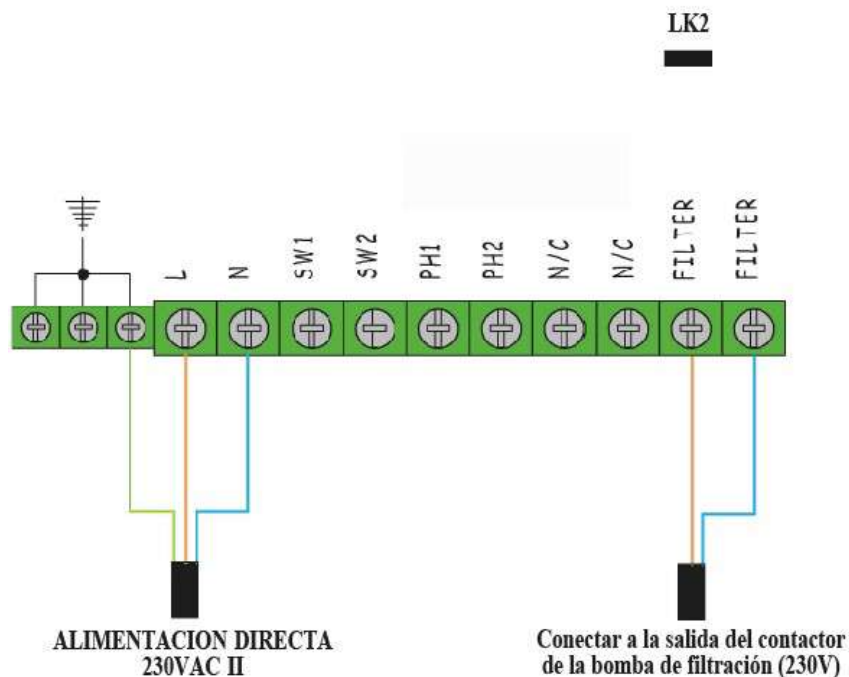 LK2
L
N
SW1
SW2
PH1
PH2
N/C
N/C
FILTER
FILTER
ALIMENTACION DIRECTA
230VAC II
Conectar a la salida del contactor
de la bomba de filtración (230V)